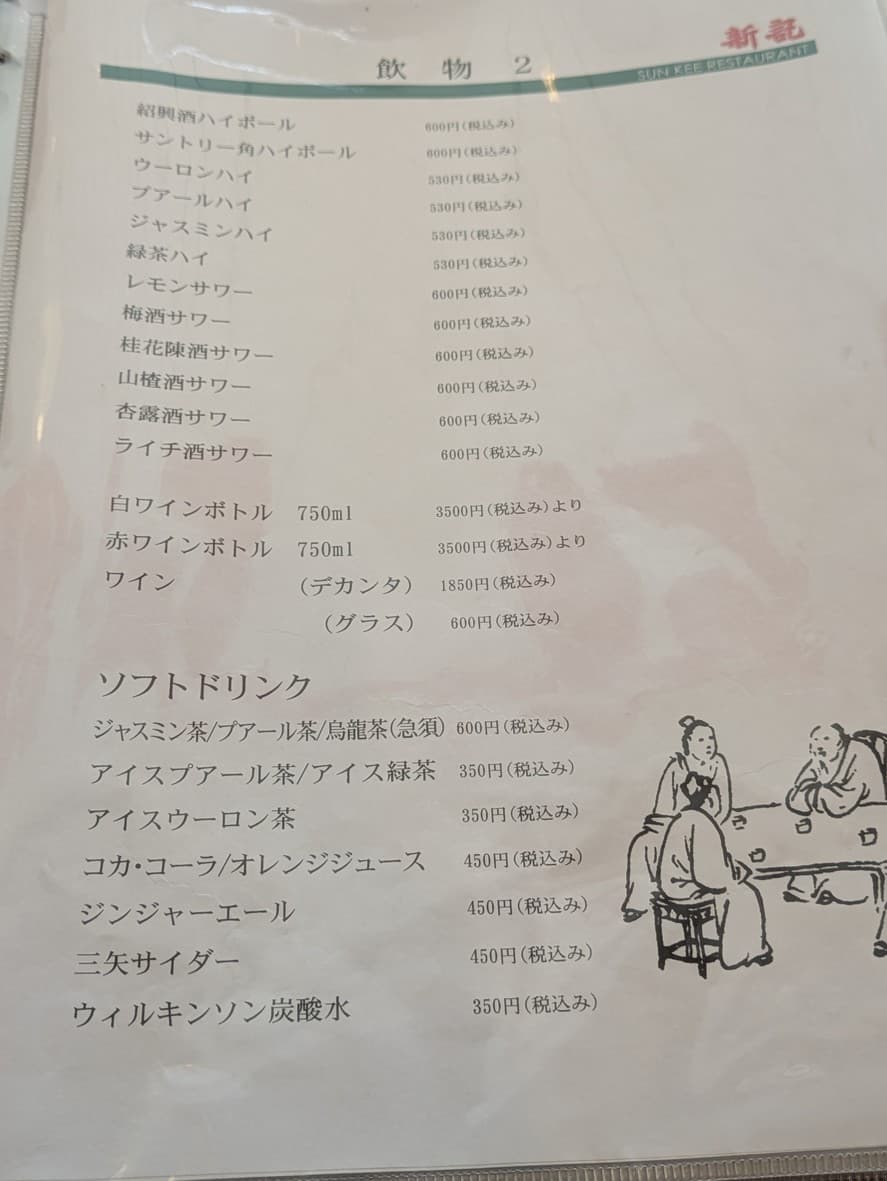 新記
飲 物 2
SUN KEE RESTAURANT
紹興酒ハイボール 600円(税込み)
サントリー角ハイボール 600円(税込み)
ウーロンハイ 530円(税込み)
プアールハイ 530円(税込み)
ジャスミンハイ 530円(税込み)
緑茶ハイ 530円(税込み)
レモンサワー 600円(税込み)
梅酒サワー 600円(税込み)
桂花陳酒サワー 600円(税込み)
山楂酒サワー 600円(税込み)
杏露酒サワー 600円(税込み)
ライチ酒サワー 600円(税込み)
白ワインボトル 750ml 3500円(税込み)より
赤ワインボトル 750ml 3500円(税込み)より
ワイン (デカンタ) 1850円(税込み)
(グラス) 600円(税込み)
ソフトドリンク
ジャスミン茶/プアール茶/烏龍茶(急須) 600円(税込み)
アイスプアール茶/アイス緑茶 350円(税込み)
アイスウーロン茶 350円(税込み)
コカ・コーラ/オレンジジュース 450円(税込み)
ジンジャーエール 450円(税込み)
三矢サイダー 450円(税込み)
ウィルキンソン炭酸水 350円(税込み)